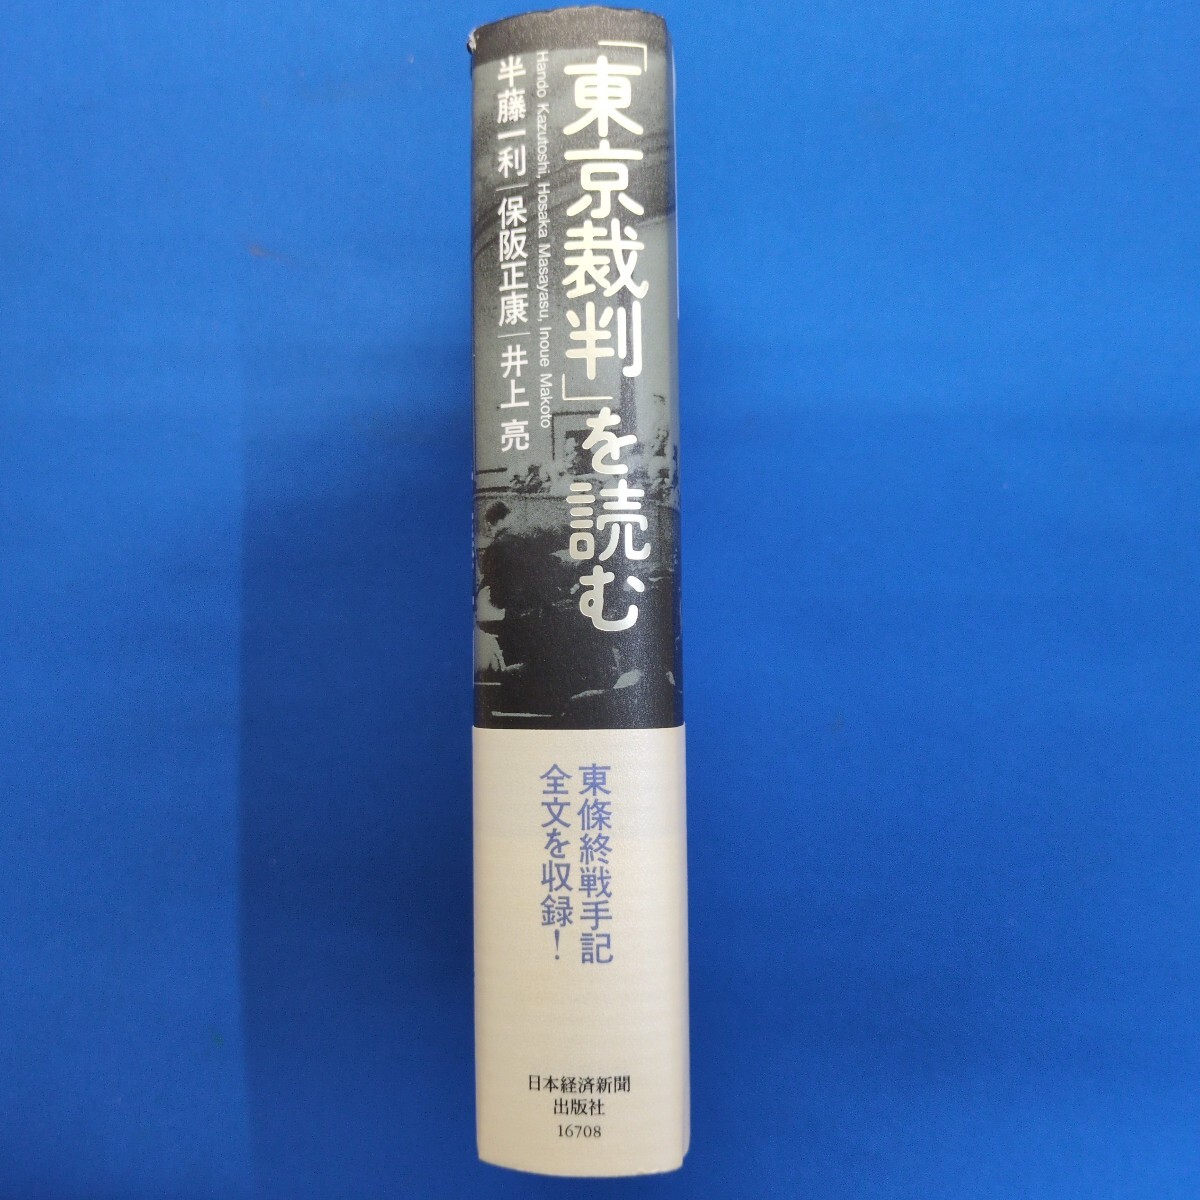 「東京裁判」を読む
Hando Kazutoshi, Hosaka Masayasu, Inoue Makoto
半藤一利|保阪正康|井上 亮
東條終戦手記
全文を収録!
日本経済新聞
出版社
16708